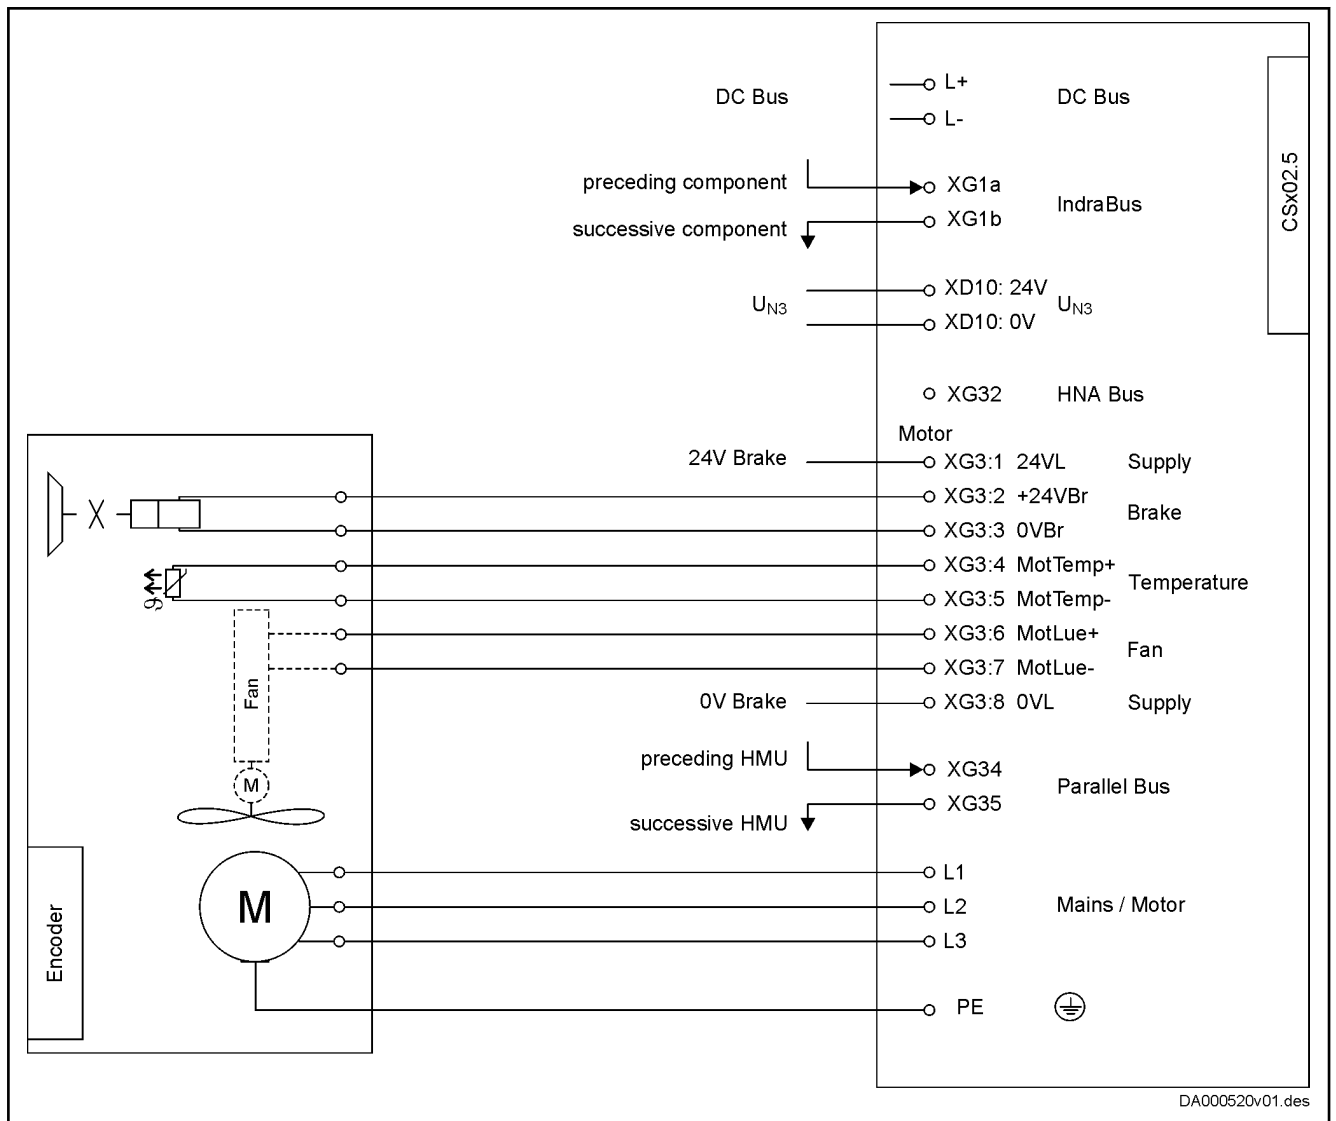 DC Bus
L+
L-
DC Bus
CSx02.5
preceding component
XG1a
successive component
XG1b
IndraBus
UN3
XD10: 24V
XD10: 0V
UN3
XG32 HNA Bus
Motor
24V Brake
XG3:1 24VL Supply
XG3:2 +24VBr
XG3:3 0VBr
Brake
XG3:4 MotTemp+
XG3:5 MotTemp-
Temperature
ϑ
XG3:6 MotLue+
XG3:7 MotLue-
Fan
Fan
M
0V Brake
XG3:8 0VL Supply
preceding HMU
XG34
successive HMU
XG35
Parallel Bus
M
L1
L2
L3
Mains / Motor
Encoder
PE
DA000520v01.des